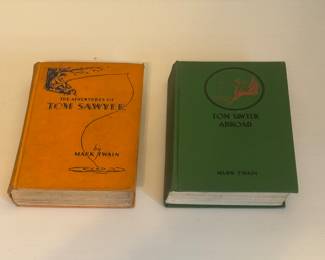 THE ADVENTURES OF
TOM SAWYER
by
MARK TWAIN
TOM SAWYER
ABROAD
MARK TWAIN